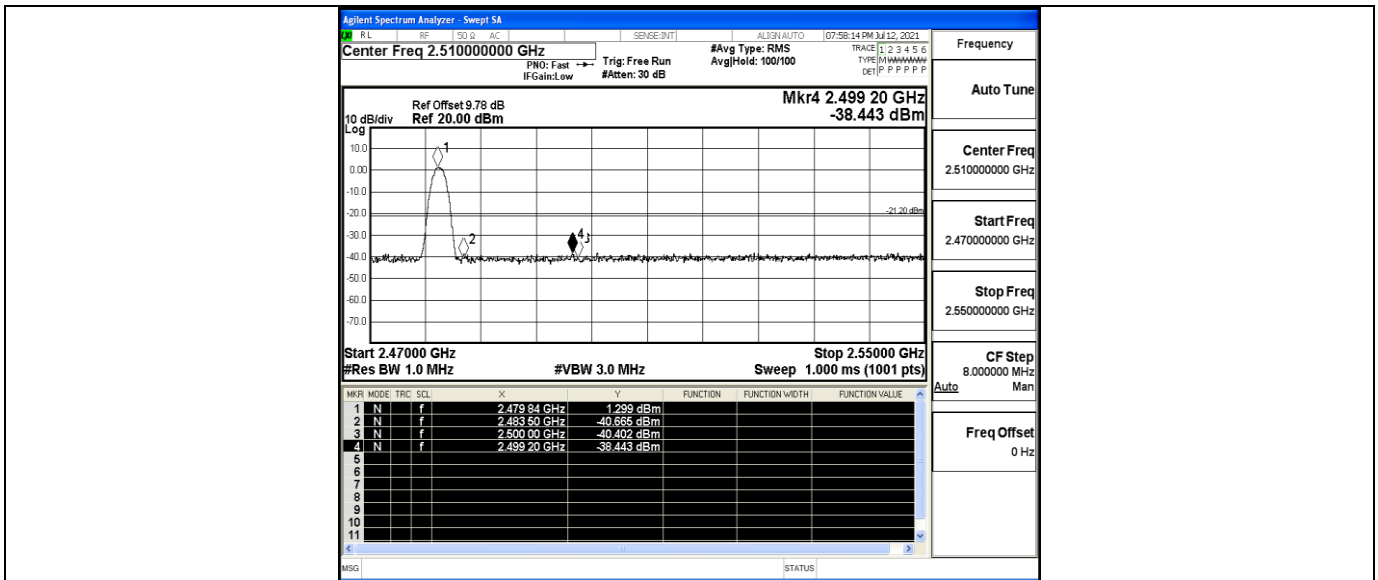 Agilent Spectrum Analyzer - Swept SA
RL RF 50 Ω AC SENSE:INT ALIGN AUTO 07:58:14 PM Jul 12, 2021
Center Freq 2.510000000 GHz
PNO: Fast
IFGain:Low
Trig: Free Run
#Atten: 30 dB
#Avg Type: RMS
Avg|Hold: 100/100
TRACE 1 2 3 4 5 6
TYPE M WWWWW
DET P P P P P P
Ref Offset 9.78 dB
10 dB/div Ref 20.00 dBm
Log
Mkr4 2.499 20 GHz
-38.443 dBm
10.0
0.00
-10.0
-20.0
-30.0
-40.0
-50.0
-60.0
-70.0
1
2
4
3
-21.20 dBm
Start 2.47000 GHz Stop 2.55000 GHz
#Res BW 1.0 MHz #VBW 3.0 MHz Sweep 1.000 ms (1001 pts)
MKR MODE TRC SCL X Y FUNCTION FUNCTION WIDTH FUNCTION VALUE
1 N f 2.479 84 GHz 1.299 dBm
2 N f 2.483 50 GHz -40.665 dBm
3 N f 2.500 00 GHz -40.402 dBm
4 N f 2.499 20 GHz -38.443 dBm
5
6
7
8
9
10
11
MSG STATUS
Frequency
Auto Tune
Center Freq
2.510000000 GHz
Start Freq
2.470000000 GHz
Stop Freq
2.550000000 GHz
CF Step
8.000000 MHz
Auto Man
Freq Offset
0 Hz